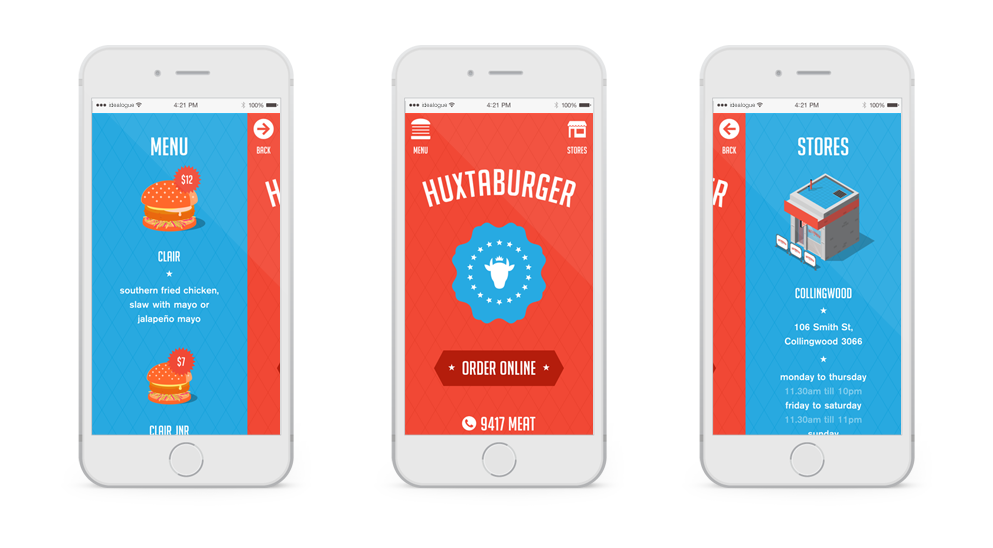 ●●● idealogue 4:21 PM 100%
MENU
BACK
$12
CLAIR
southern fried chicken,
slaw with mayo or
jalapeño mayo
$7
CLAIR JNR
●●● idealogue 4:21 PM 100%
MENU
STORES
HUXTABURGER
ORDER ONLINE
9417 MEAT
●●● idealogue 4:21 PM 100%
BACK
R
STORES
COLLINGWOOD
106 Smith St,
Collingwood 3066
monday to thursday
11.30am till 10pm
friday to saturday
11.30am till 11pm
sunday